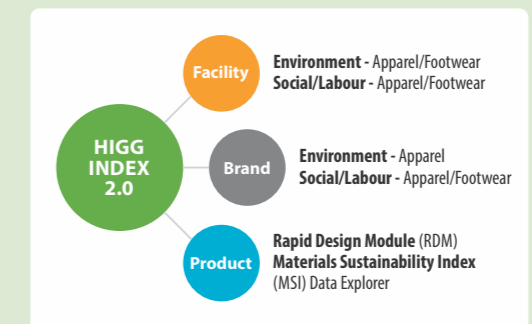 HIGG
INDEX
2.0
Facility
Environment - Apparel/Footwear
Social/Labour - Apparel/Footwear
Brand
Environment - Apparel
Social/Labour - Apparel/Footwear
Product
Rapid Design Module (RDM)
Materials Sustainability Index
(MSI) Data Explorer